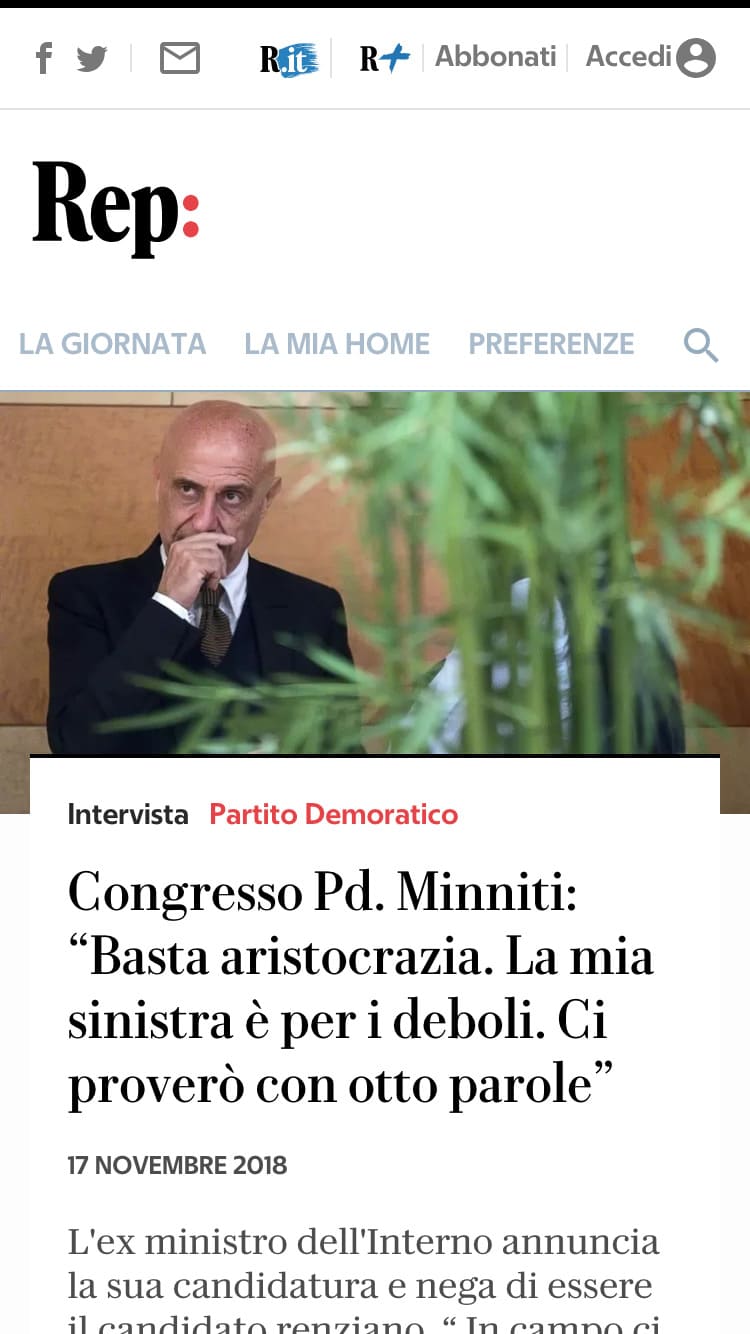 R.it R+ Abbonati Accedi
Rep:
LA GIORNATA LA MIA HOME PREFERENZE
Intervista Partito Demoratico
Congresso Pd. Minniti:
“Basta aristocrazia. La mia
sinistra è per i deboli. Ci
proverò con otto parole”
17 NOVEMBRE 2018
L'ex ministro dell'Interno annuncia
la sua candidatura e nega di essere
il candidato renziano. “ In campo ci